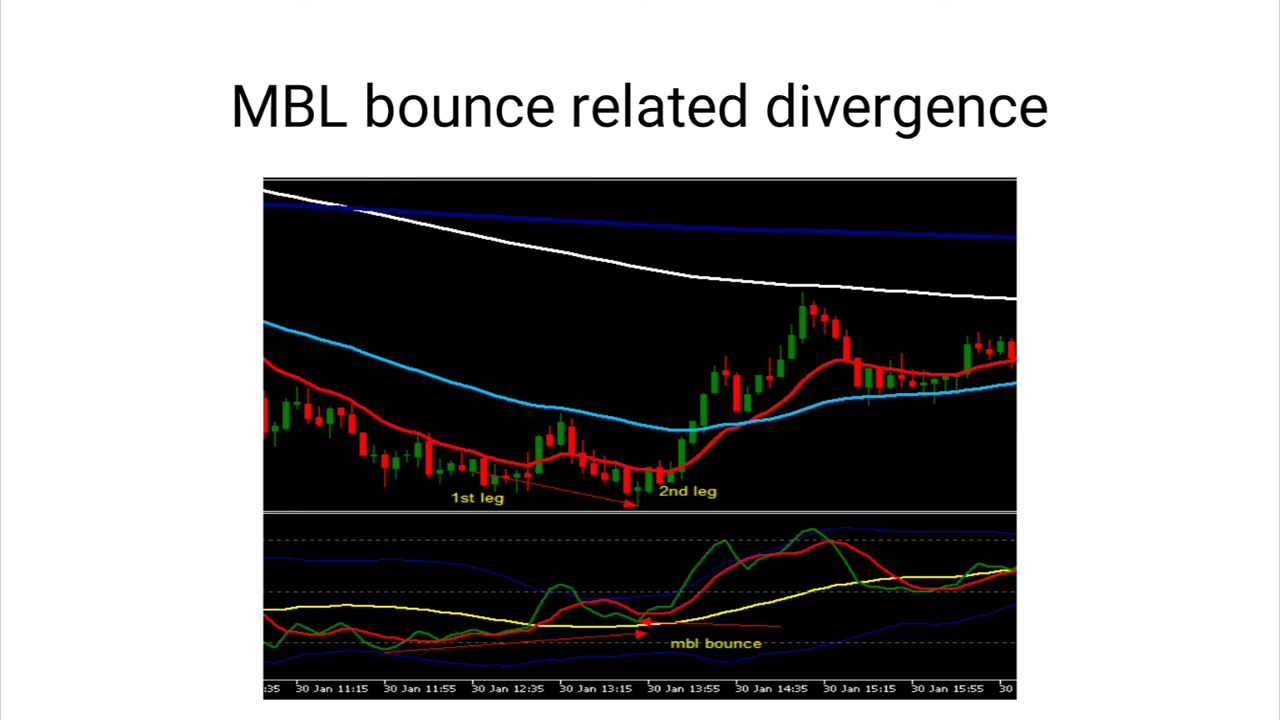 MBL bounce related divergence
1st leg
2nd leg
mbl bounce
:35 30 Jan 11:15 30 Jan 11:55 30 Jan 12:35 30 Jan 13:15 30 Jan 13:55 30 Jan 14:35 30 Jan 15:15 30 Jan 15:55 30